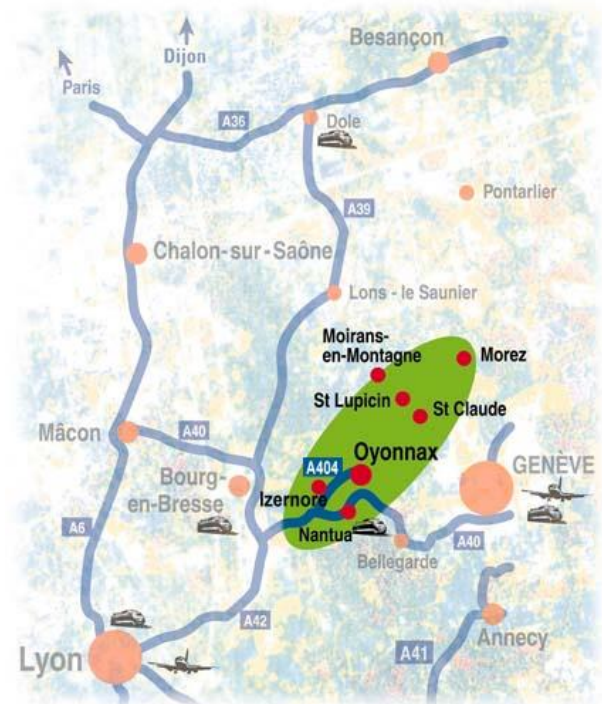 Dijon
Paris
Besançon
A36
Dole
Pontarlier
A39
Chalon-sur-Saône
Lons - le Saunier
Moirans-
en-Montagne
Morez
St Lupicin
St Claude
Mâcon
A40
A404
Oyonnax
GENÈVE
Bourg-
en-Bresse
Izernore
Nantua
A6
Bellegarde
A40
A42
Annecy
Lyon
A41